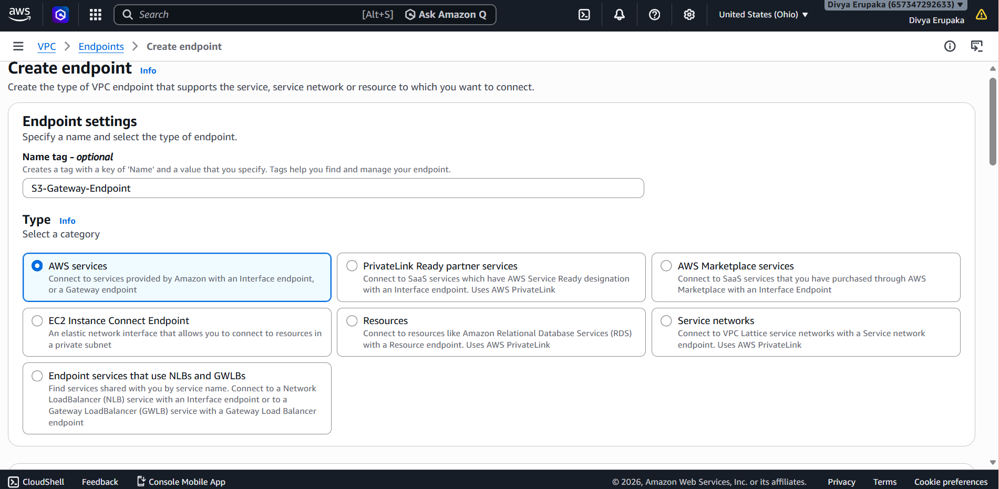 aws
Search
[Alt+S]
Ask Amazon Q
United States (Ohio)
Divya Erupaka (657347292633)
Divya Erupaka
VPC
Endpoints
Create endpoint
Create endpoint Info
Create the type of VPC endpoint that supports the service, service network or resource to which you want to connect.
Endpoint settings
Specify a name and select the type of endpoint.
Name tag - optional
Creates a tag with a key of 'Name' and a value that you specify. Tags help you find and manage your endpoint.
S3-Gateway-Endpoint
Type Info
Select a category
AWS services
Connect to services provided by Amazon with an Interface endpoint,
or a Gateway endpoint
PrivateLink Ready partner services
Connect to SaaS services which have AWS Service Ready designation
with an Interface endpoint. Uses AWS PrivateLink
AWS Marketplace services
Connect to SaaS services that you have purchased through AWS
Marketplace with an Interface Endpoint
EC2 Instance Connect Endpoint
An elastic network interface that allows you to connect to resources in
a private subnet
Resources
Connect to resources like Amazon Relational Database Services (RDS)
with a Resource endpoint. Uses AWS PrivateLink
Service networks
Connect to VPC Lattice service networks with a Service network
endpoint. Uses AWS PrivateLink
Endpoint services that use NLBs and GWLBs
Find services shared with you by service name. Connect to a Network
LoadBalancer (NLB) service with an Interface endpoint or to a
Gateway LoadBalancer (GWLB) service with a Gateway Load Balancer
endpoint
CloudShell
Feedback
Console Mobile App
© 2026, Amazon Web Services, Inc. or its affiliates.
Privacy
Terms
Cookie preferences